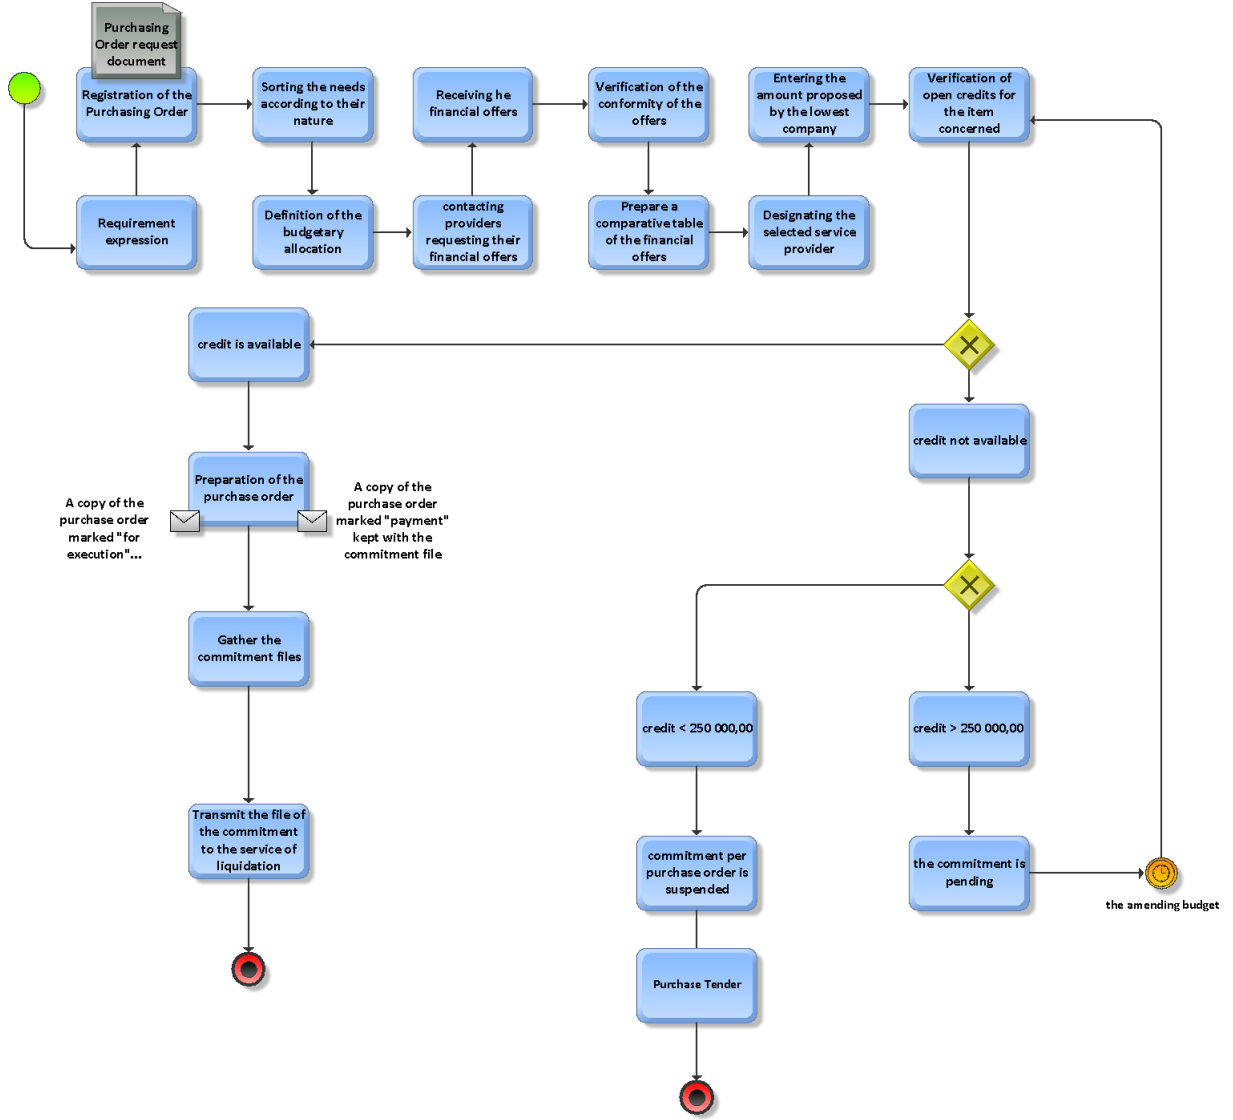 Purchasing
Order request
document
Registration of the
Purchasing Order
Sorting the needs
according to their
nature
Receiving he
financial offers
Verification of the
conformity of the
offers
Entering the
amount proposed
by the lowest
company
Verification of
open credits for
the item
concerned
Requirement
expression
Definition of the
budgetary
allocation
contacting
providers
requesting their
financial offers
Prepare a
comparative table
of the financial
offers
Designating the
selected service
provider
credit is available
credit not available
Preparation of the
purchase order
A copy of the
purchase order
marked "for
execution"...
A copy of the
purchase order
marked "payment"
kept with the
commitment file
Gather the
commitment files
credit < 250 000,00
credit > 250 000,00
Transmit the file of
the commitment
to the service of
liquidation
commitment per
purchase order is
suspended
the commitment is
pending
the amending budget
Purchase Tender